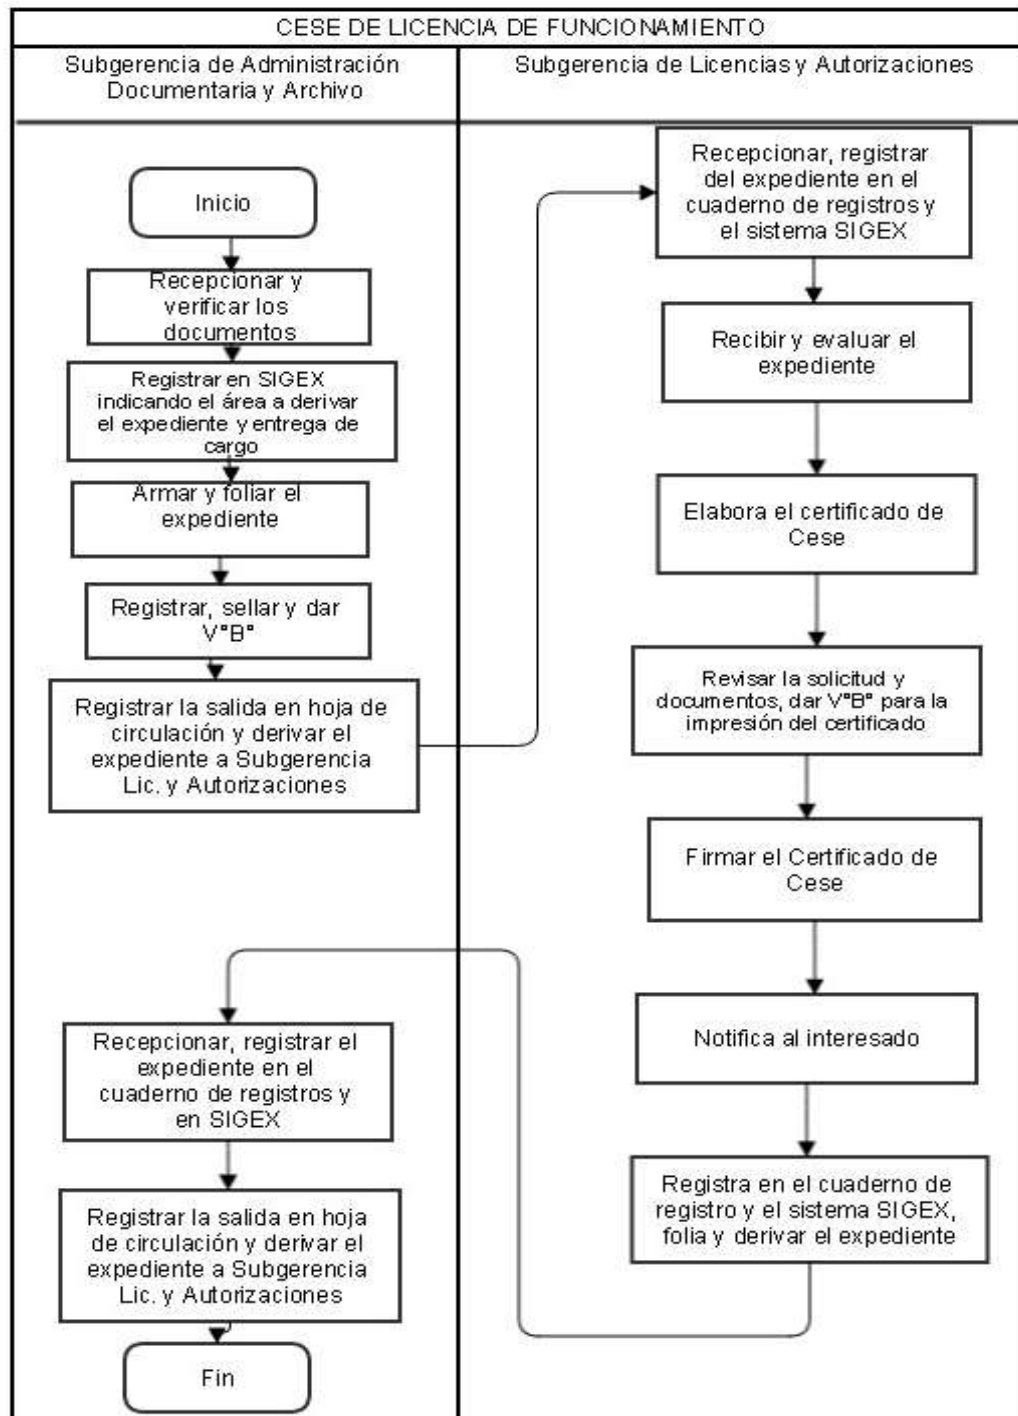 CESE DE LICENCIA DE FUNCIONAMIENTO
Subgerencia de Administración
Documentaria y Archivo
Subgerencia de Licencias y Autorizaciones
Inicio
Recepcionar y
verificar los
documentos
Registrar en SIGEX
indicando el área a derivar
el expediente y entrega de
cargo
Armar y foliar el
expediente
Registrar, sellar y dar
V°B°
Registrar la salida en hoja de
circulación y derivar el
expediente a Subgerencia
Lic. y Autorizaciones
Recepcionar, registrar
del expediente en el
cuaderno de registros y
el sistema SIGEX
Recibir y evaluar el
expediente
Elabora el certificado de
Cese
Revisar la solicitud y
documentos, dar V°B° para la
impresión del certificado
Firmar el Certificado de
Cese
Notifica al interesado
Registra en el cuaderno de
registro y el sistema SIGEX,
folia y derivar el expediente
Recepcionar, registrar el
expediente en el
cuaderno de registros y
en SIGEX
Registrar la salida en hoja
de circulación y derivar el
expediente a Subgerencia
Lic. y Autorizaciones
Fin